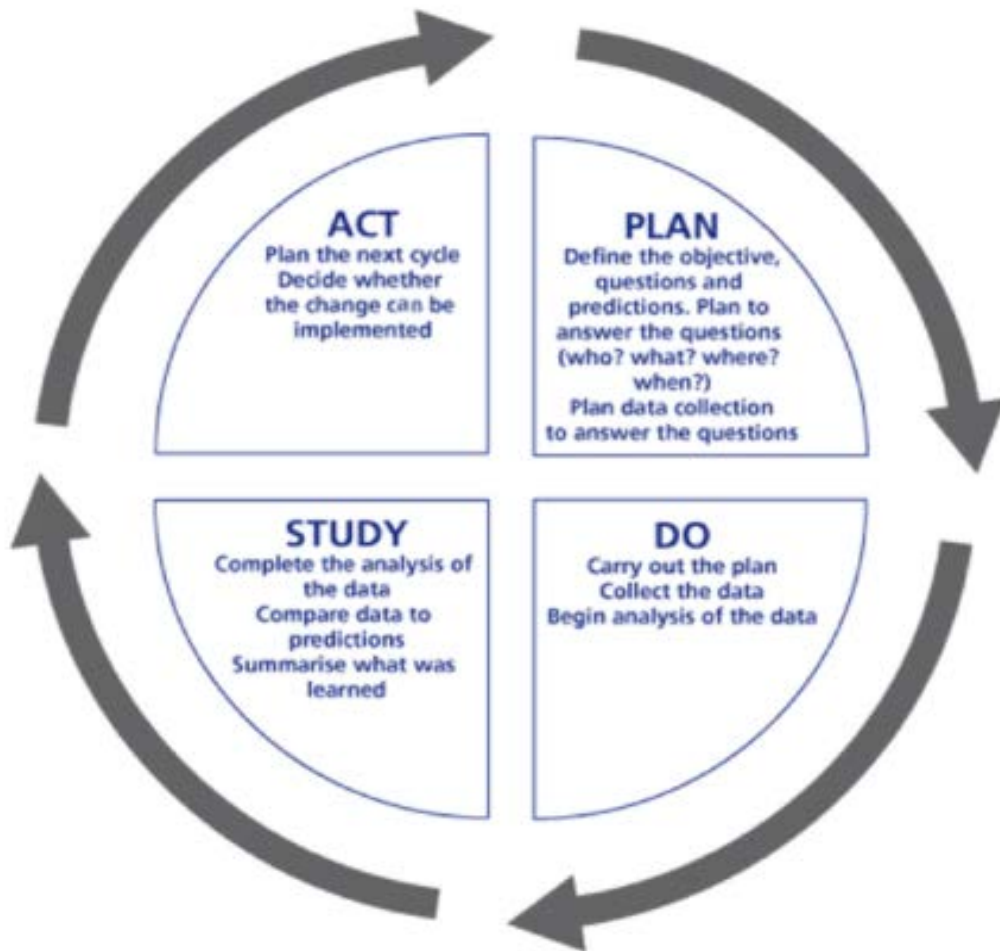 ACT
Plan the next cycle
Decide whether
the change can be
implemented
PLAN
Define the objective,
questions and
predictions. Plan to
answer the questions
(who? what? where?
when?)
Plan data collection
to answer the questions
STUDY
Complete the analysis of
the data
Compare data to
predictions
Summarise what was
learned
DO
Carry out the plan
Collect the data
Begin analysis of the data